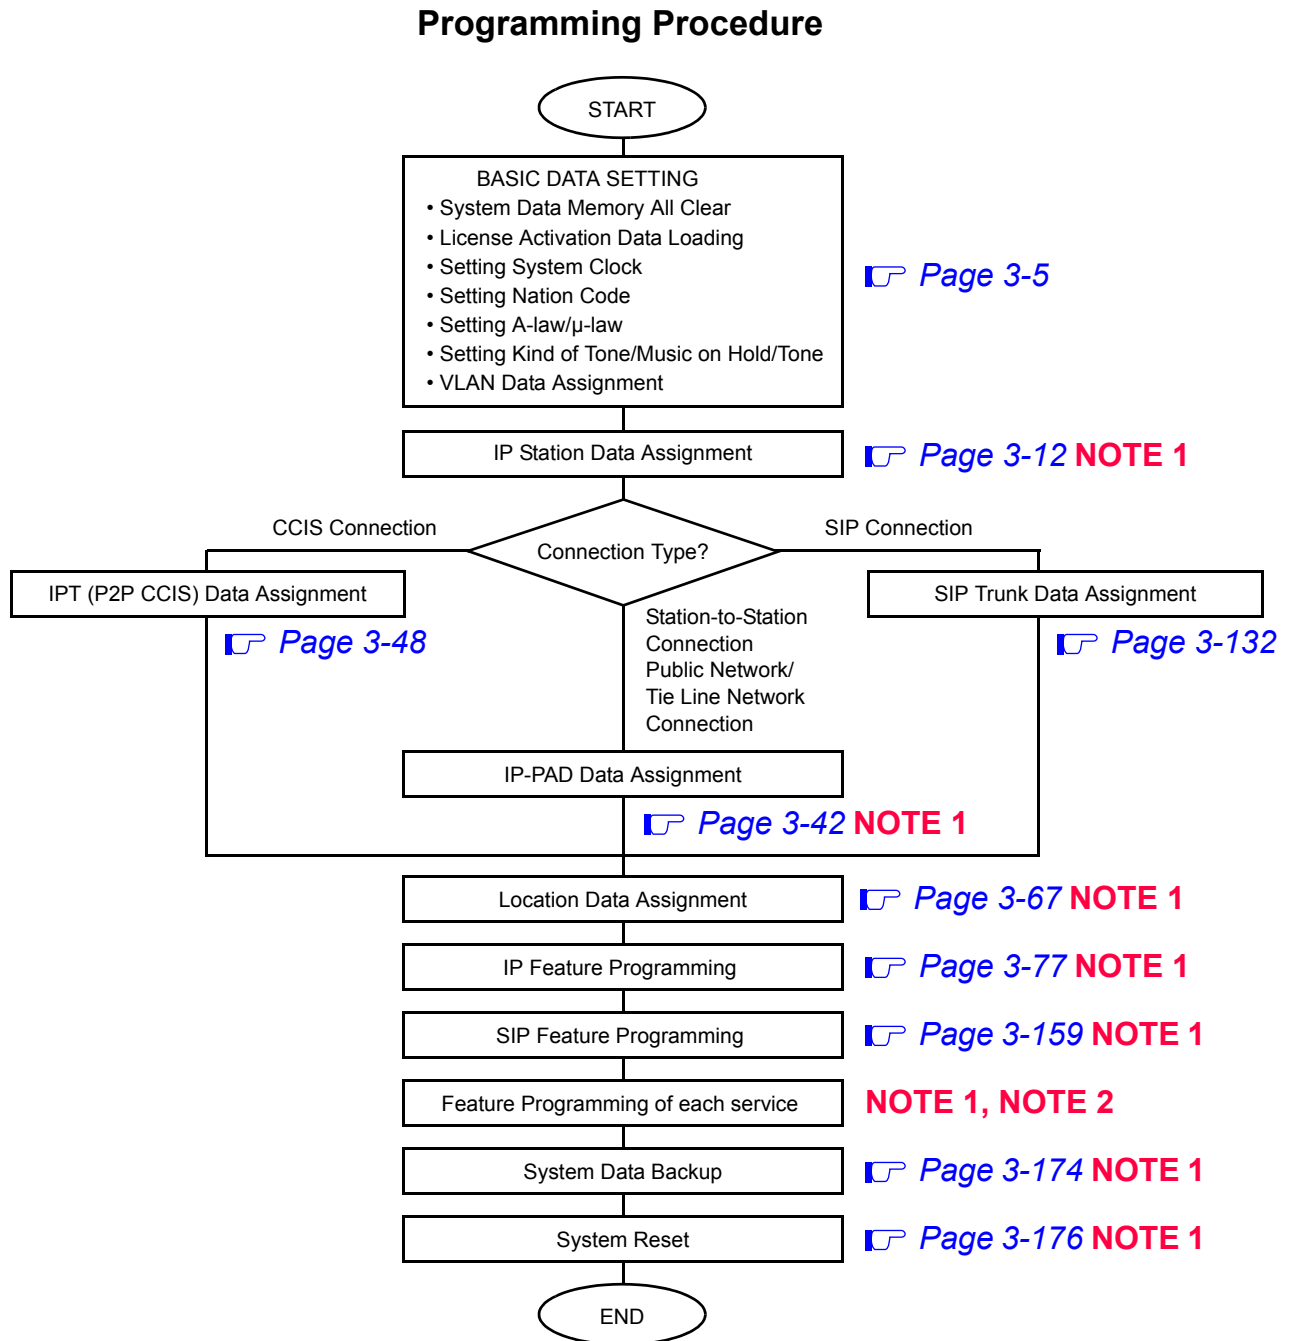 Programming Procedure
START
BASIC DATA SETTING
• System Data Memory All Clear
• License Activation Data Loading
• Setting System Clock
• Setting Nation Code
• Setting A-law/μ-law
• Setting Kind of Tone/Music on Hold/Tone
• VLAN Data Assignment
Page 3-5
IP Station Data Assignment
Page 3-12 NOTE 1
CCIS Connection
Connection Type?
SIP Connection
IPT (P2P CCIS) Data Assignment
Page 3-48
Station-to-Station
Connection
Public Network/
Tie Line Network
Connection
SIP Trunk Data Assignment
Page 3-132
IP-PAD Data Assignment
Page 3-42 NOTE 1
Location Data Assignment
Page 3-67 NOTE 1
IP Feature Programming
Page 3-77 NOTE 1
SIP Feature Programming
Page 3-159 NOTE 1
Feature Programming of each service
NOTE 1, NOTE 2
System Data Backup
Page 3-174 NOTE 1
System Reset
Page 3-176 NOTE 1
END